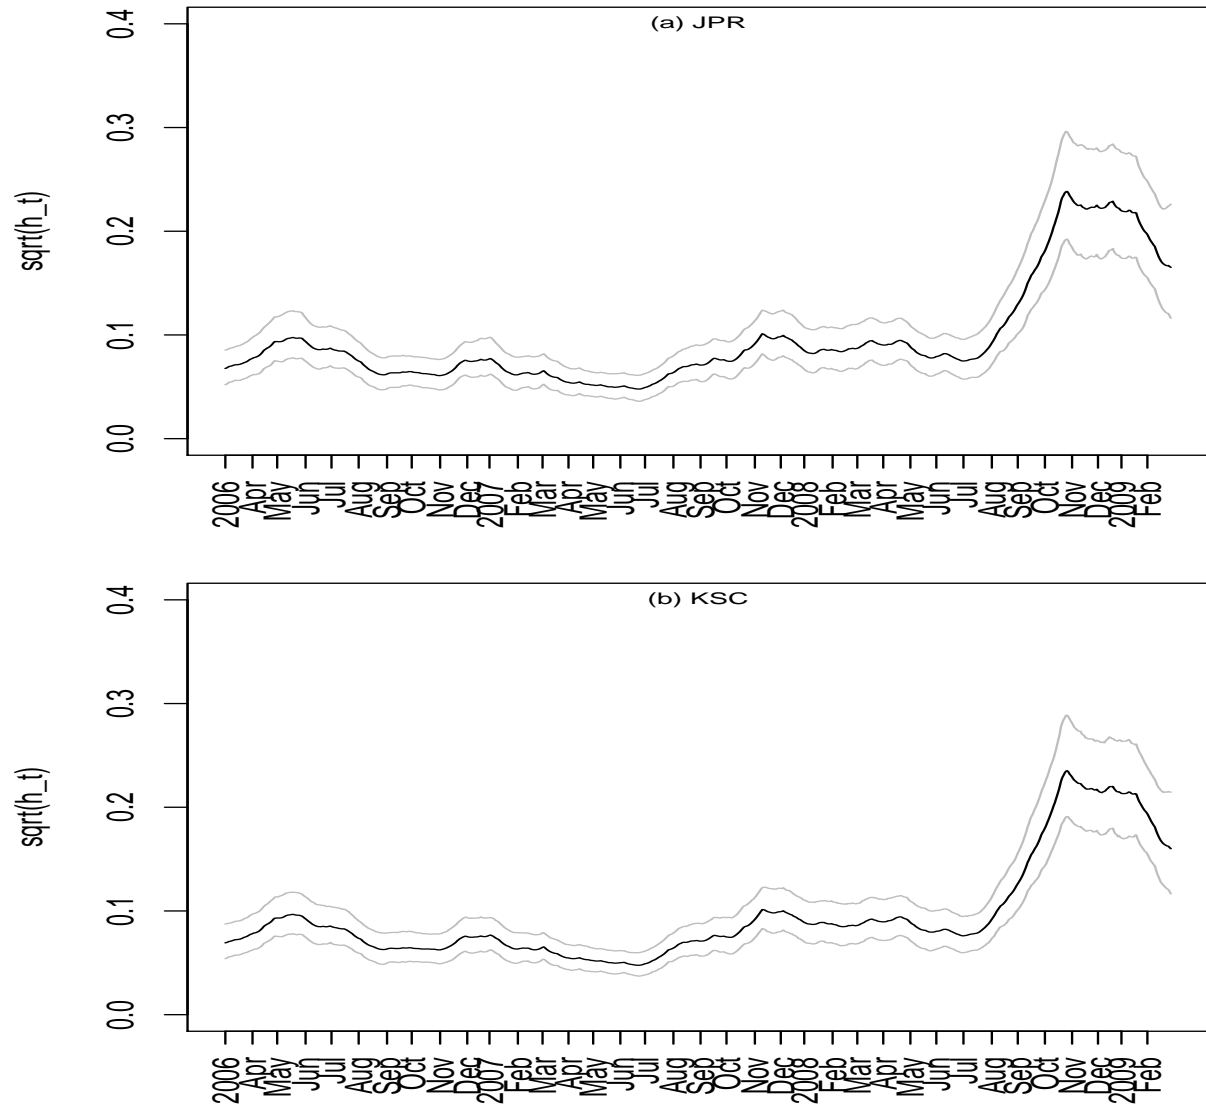 (a) JPR
sqrt(h_t)
0.4
0.3
0.2
0.1
0.0
2006 Apr May Jun Jul Aug Sep Oct Nov Dec 2007 Feb Mar Apr May Jun Jul Aug Sep Oct Nov Dec 2008 Feb Mar Apr May Jun Jul Aug Sep Oct Nov Dec 2009 Feb
(b) KSC
sqrt(h_t)
0.4
0.3
0.2
0.1
0.0
2006 Apr May Jun Jul Aug Sep Oct Nov Dec 2007 Feb Mar Apr May Jun Jul Aug Sep Oct Nov Dec 2008 Feb Mar Apr May Jun Jul Aug Sep Oct Nov Dec 2009 Feb